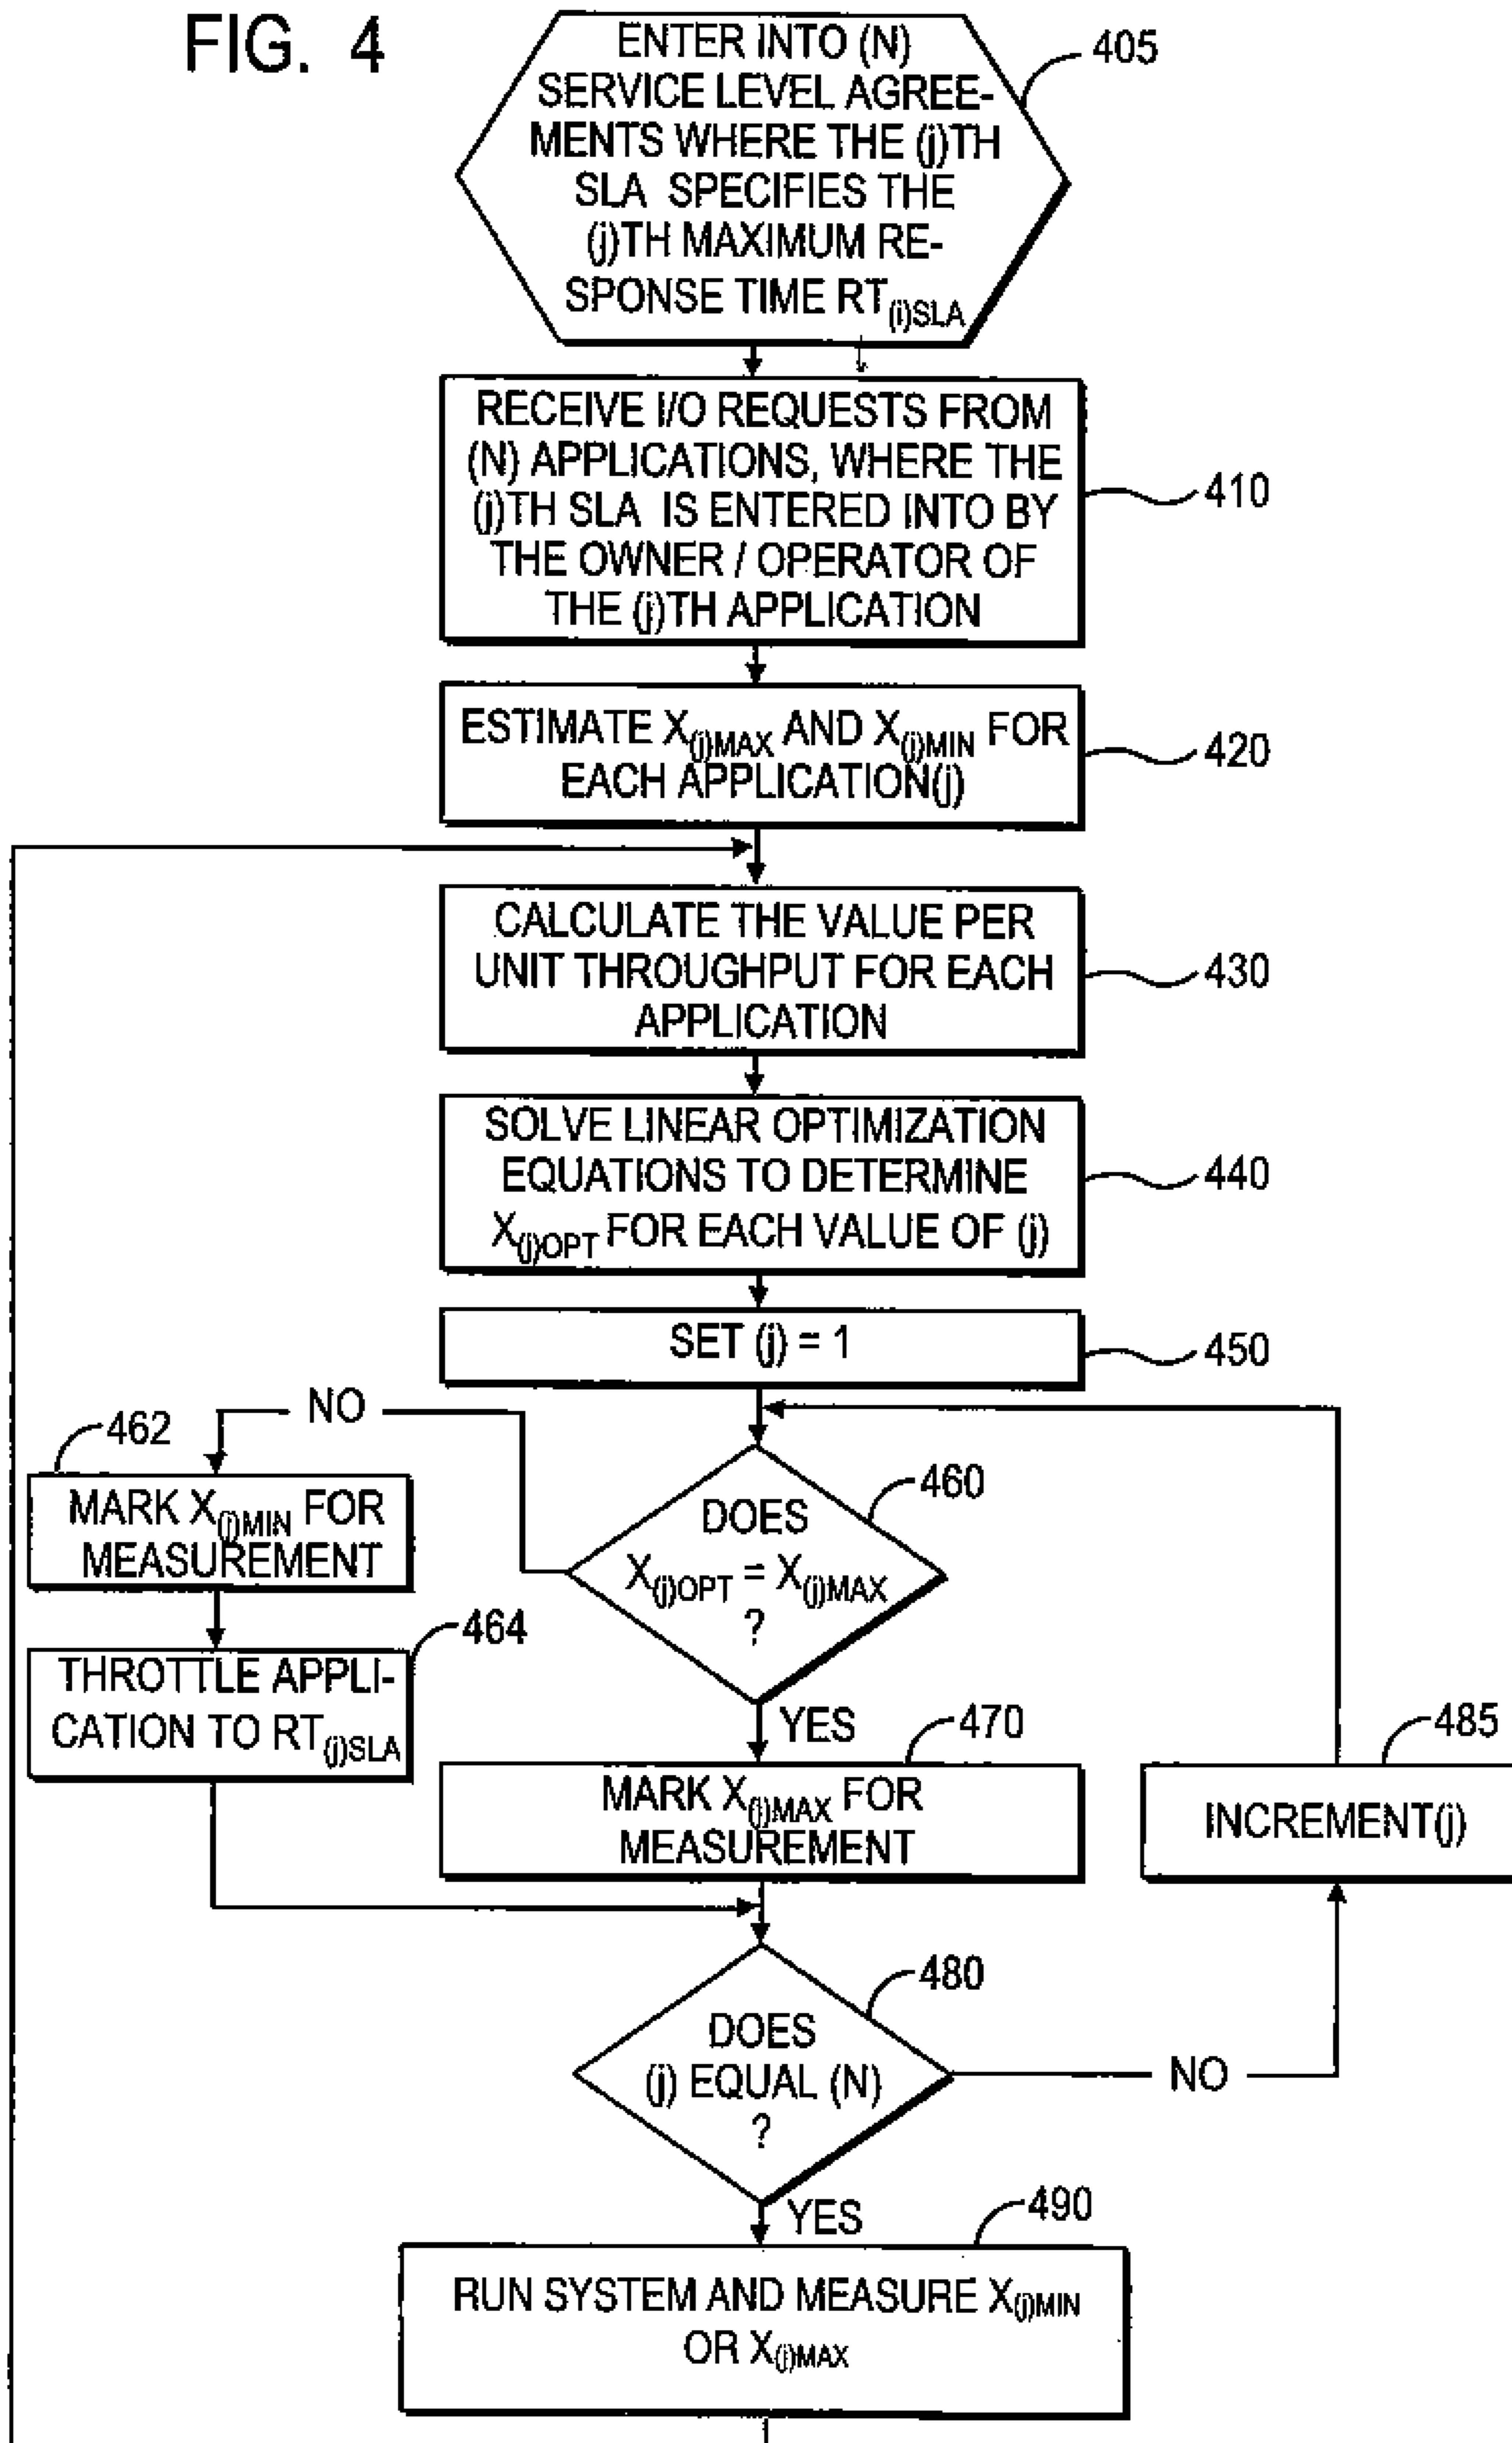 FIG. 4
ENTER INTO (N)
SERVICE LEVEL AGREE-
MENTS WHERE THE (j)TH
SLA SPECIFIES THE
(j)TH MAXIMUM RE-
SPONSE TIME RT(i)SLA
405
RECEIVE I/O REQUESTS FROM
(N) APPLICATIONS, WHERE THE
(j)TH SLA IS ENTERED INTO BY
THE OWNER / OPERATOR OF
THE (j)TH APPLICATION
410
ESTIMATE X(j)MAX AND X(j)MIN FOR
EACH APPLICATION(j)
420
CALCULATE THE VALUE PER
UNIT THROUGHPUT FOR EACH
APPLICATION
430
SOLVE LINEAR OPTIMIZATION
EQUATIONS TO DETERMINE
X(j)OPT FOR EACH VALUE OF (j)
440
SET (j) = 1
450
NO
462
MARK X(j)MIN FOR
MEASUREMENT
460
DOES
X(j)OPT = X(j)MAX
?
464
THROTTLE APPLI-
CATION TO RT(j)SLA
YES
470
MARK X(j)MAX FOR
MEASUREMENT
485
INCREMENT(j)
480
DOES
(j) EQUAL (N)
?
NO
YES
490
RUN SYSTEM AND MEASURE X(j)MIN
OR X(j)MAX